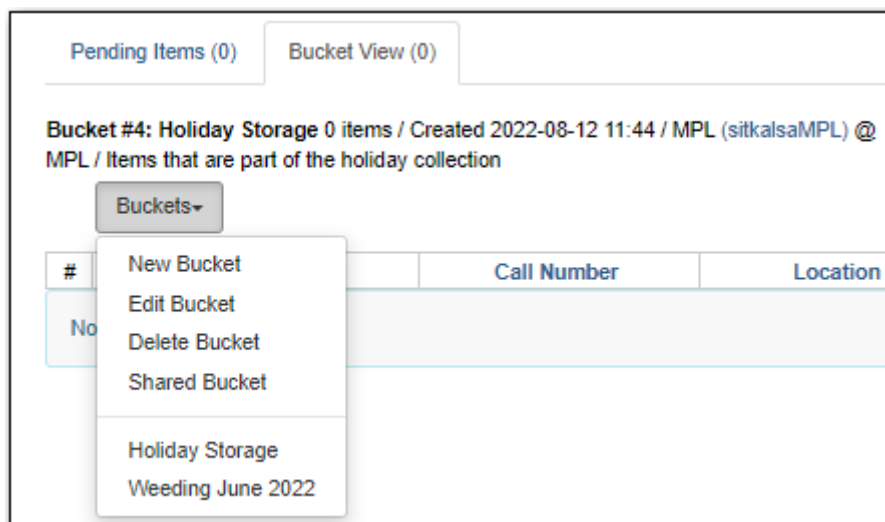 Pending Items (0)
Bucket View (0)
Bucket #4: Holiday Storage 0 items / Created 2022-08-12 11:44 / MPL (sitkalsaMPL) @
MPL / Items that are part of the holiday collection
Buckets
New Bucket
Edit Bucket
Delete Bucket
Shared Bucket
Holiday Storage
Weeding June 2022
# Call Number Location
No